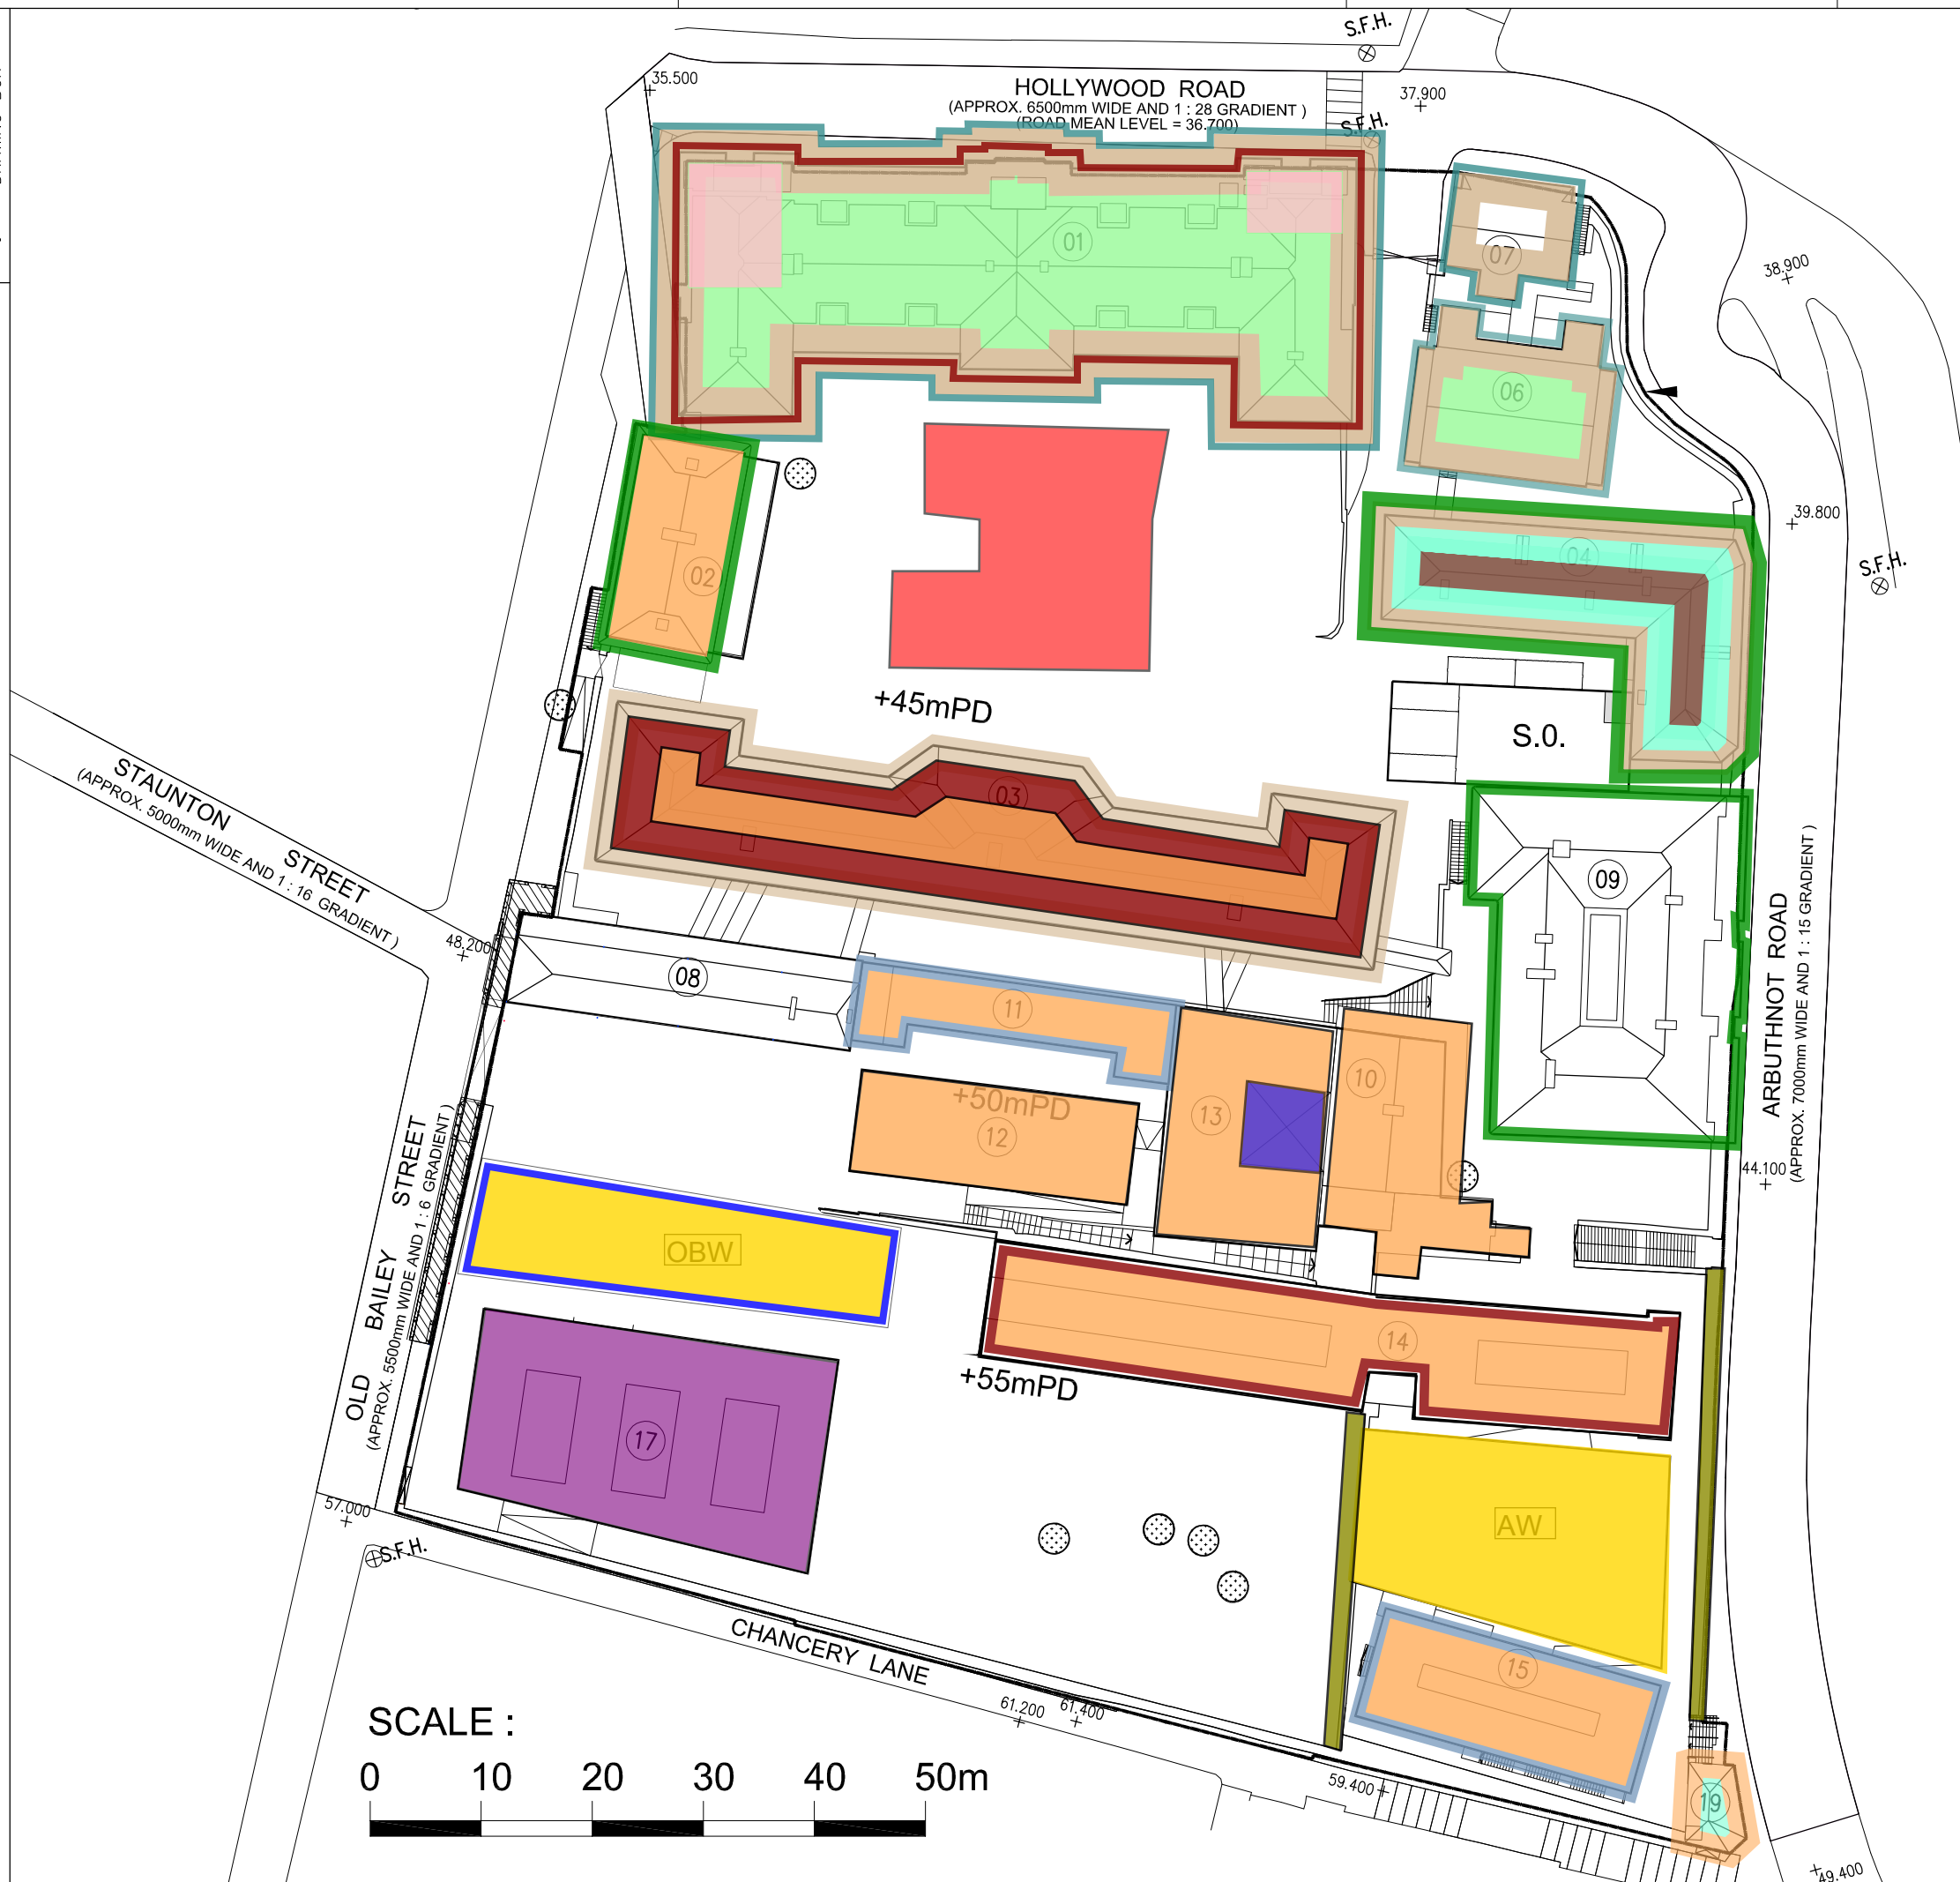 S.F.H.
35.500
HOLLYWOOD ROAD
(APPROX. 6500mm WIDE AND 1 : 28 GRADIENT )
(ROAD MEAN LEVEL = 36.700)
37.900
S.F.H.
01
07
38.900
06
39.800
04
S.F.H.
02
+45mPD
S.O.
STAUNTON STREET
(APPROX. 5000mm WIDE AND 1 : 16 GRADIENT )
03
09
48.200
08
11
10
ARBUTHNOT ROAD
(APPROX. 7000mm WIDE AND 1 : 15 GRADIENT )
+50mPD
12
13
44.100
OLD BAILEY STREET
(APPROX. 5500mm WIDE AND 1 : 6 GRADIENT )
OBW
14
+55mPD
17
57.000
S.F.H.
AW
CHANCERY LANE
15
61.200
61.400
59.400
19
49.400
SCALE :
0 10 20 30 40 50m